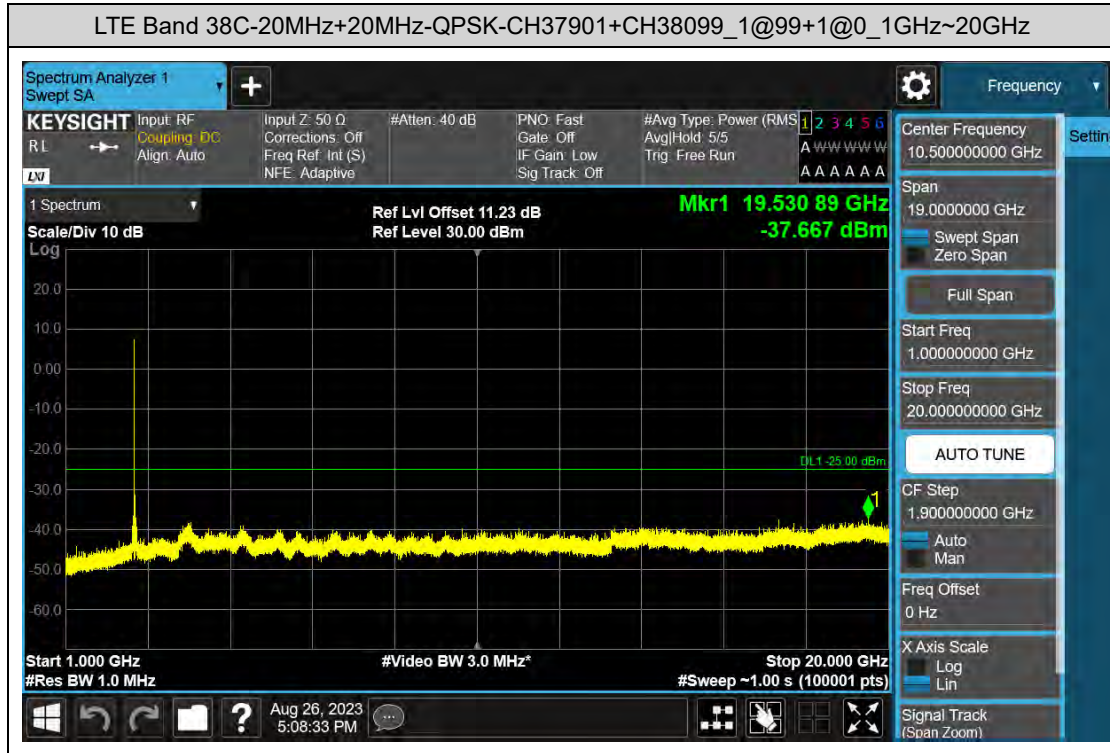 LTE Band 38C-20MHz+20MHz-QPSK-CH37901+CH38099_1@99+1@0_1GHz~20GHz
Spectrum Analyzer 1
Swept SA
+
Frequency
KEYSIGHT
R L
LXI
Input: RF
Coupling: DC
Align: Auto
Input Z: 50 Ω
Corrections: Off
Freq Ref: Int (S)
NFE: Adaptive
#Atten: 40 dB
PNO: Fast
Gate: Off
IF Gain: Low
Sig Track: Off
#Avg Type: Power (RMS
Avg|Hold: 5/5
Trig: Free Run
1 2 3 4 5 6
A W W W W W
A A A A A A
Center Frequency
10.500000000 GHz
Settin
1 Spectrum
Scale/Div 10 dB
Log
Ref Lvl Offset 11.23 dB
Ref Level 30.00 dBm
Mkr1 19.530 89 GHz
-37.667 dBm
Span
19.0000000 GHz
Swept Span
Zero Span
Full Span
Start Freq
1.000000000 GHz
Stop Freq
20.000000000 GHz
AUTO TUNE
CF Step
1.900000000 GHz
Auto
Man
Freq Offset
0 Hz
X Axis Scale
Log
Lin
Signal Track
(Span Zoom)
20.0
10.0
0.00
-10.0
-20.0
-30.0
-40.0
-50.0
-60.0
DL1 -25.00 dBm
1
Start 1.000 GHz
#Res BW 1.0 MHz
#Video BW 3.0 MHz*
Stop 20.000 GHz
#Sweep ~1.00 s (100001 pts)
?
Aug 26, 2023
5:08:33 PM